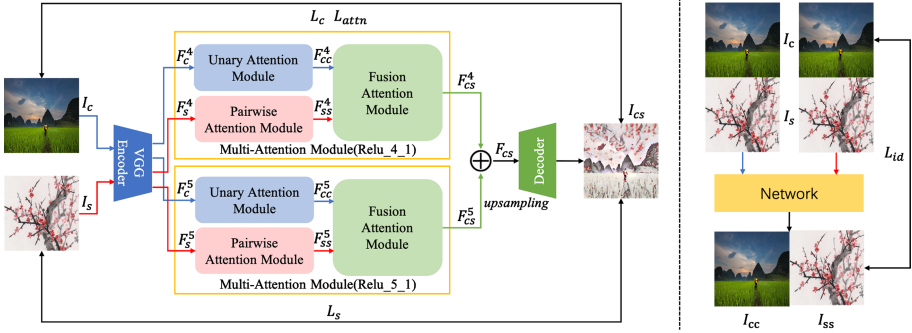 L_c L_attn
I_c
I_s
VGG
Encoder
F_c^4
F_s^4
Unary Attention
Module
Pairwise
Attention Module
F_cc^4
F_ss^4
Fusion
Attention
Module
Multi-Attention Module(Relu_4_1)
F_cs^4
F_c^5
F_s^5
Unary Attention
Module
Pairwise
Attention Module
F_cc^5
F_ss^5
Fusion
Attention
Module
Multi-Attention Module(Relu_5_1)
F_cs^5
F_cs
upsampling
Decoder
I_cs
L_s
I_c
I_s
L_id
Network
I_cc
I_ss